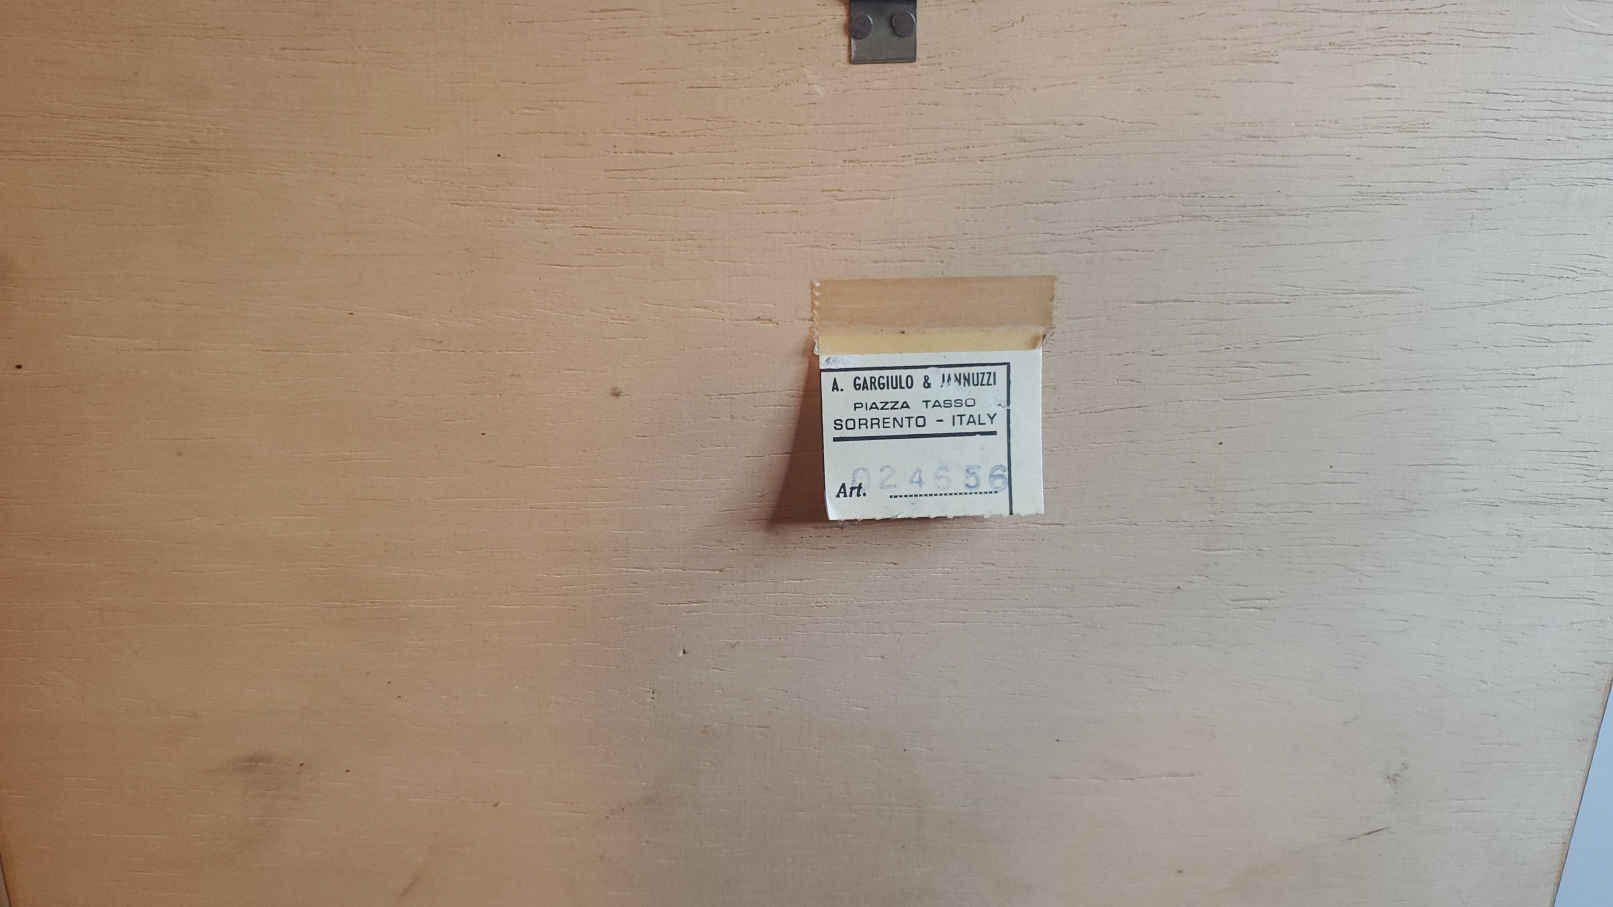 A. GARGIULO & JANNUZZI
PIAZZA TASSO
SORRENTO - ITALY
Art. 024656